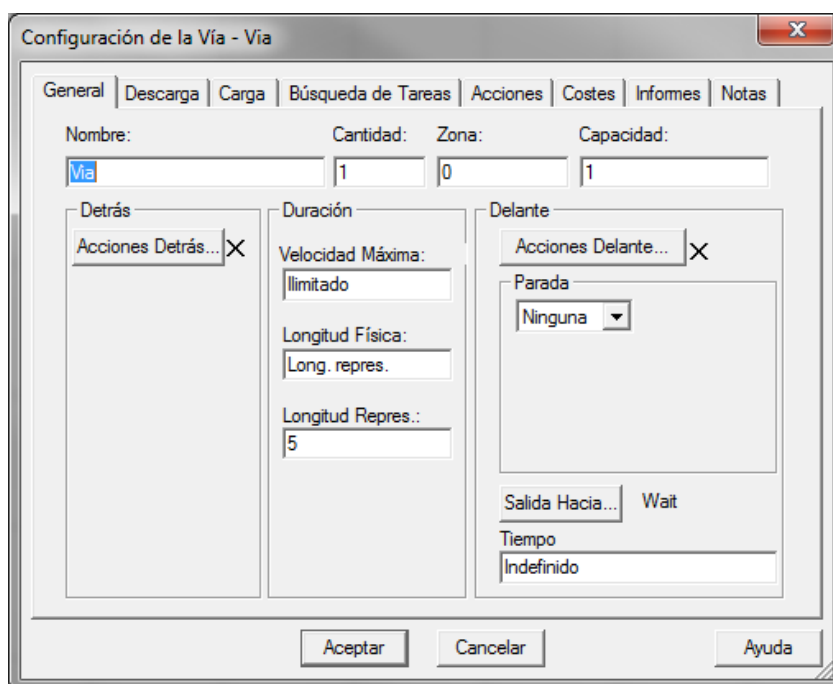 Configuración de la Vía - Via
General Descarga Carga Búsqueda de Tareas Acciones Costes Informes Notas
Nombre: Cantidad: Zona: Capacidad:
Via 1 0 1
Detrás Duración Delante
Acciones Detrás... Velocidad Máxima: Acciones Delante...
Ilimitado Parada
Ninguna
Longitud Física:
Long. repres.
Longitud Repres.:
5
Salida Hacia... Wait
Tiempo
Indefinido
Aceptar Cancelar Ayuda